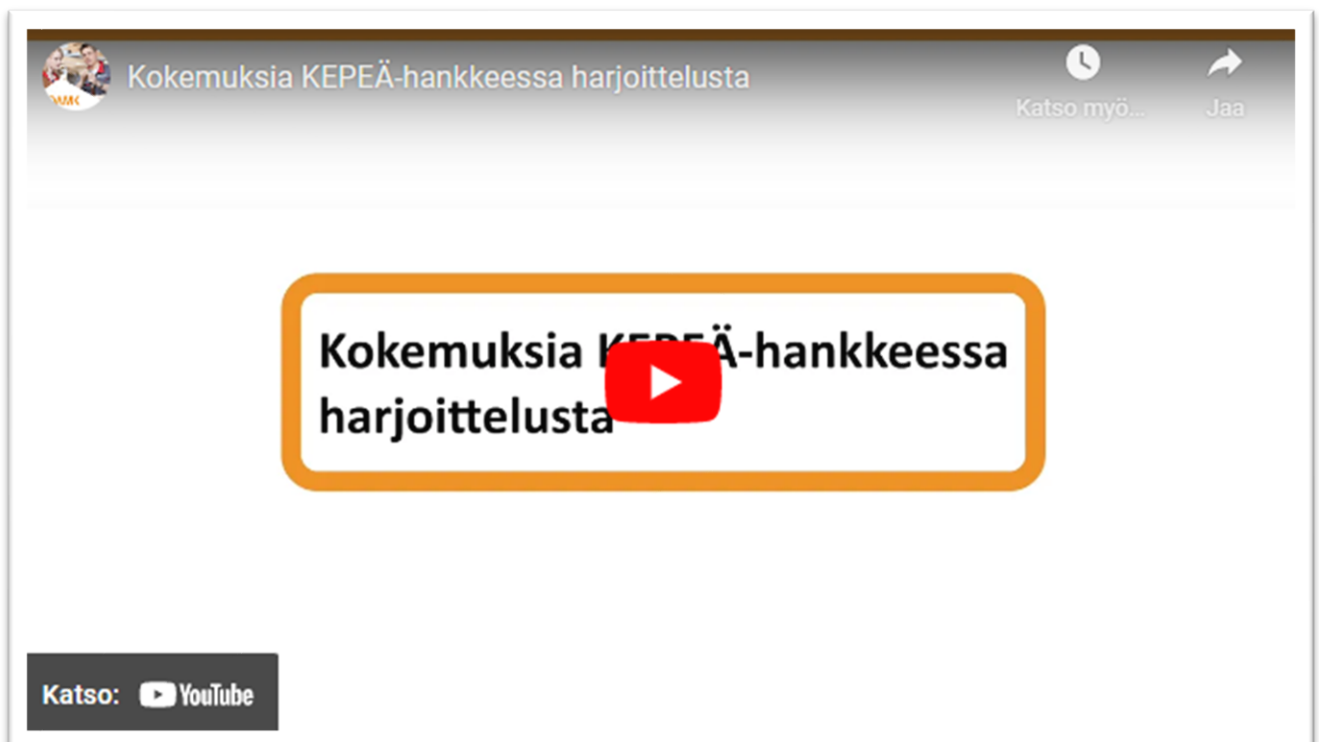 Kokemuksia KEPEÄ-hankkeessa harjoittelusta
Katso myö...
Jaa
Kokemuksia KEPEÄ-hankkeessa
harjoittelusta
Katso: YouTube